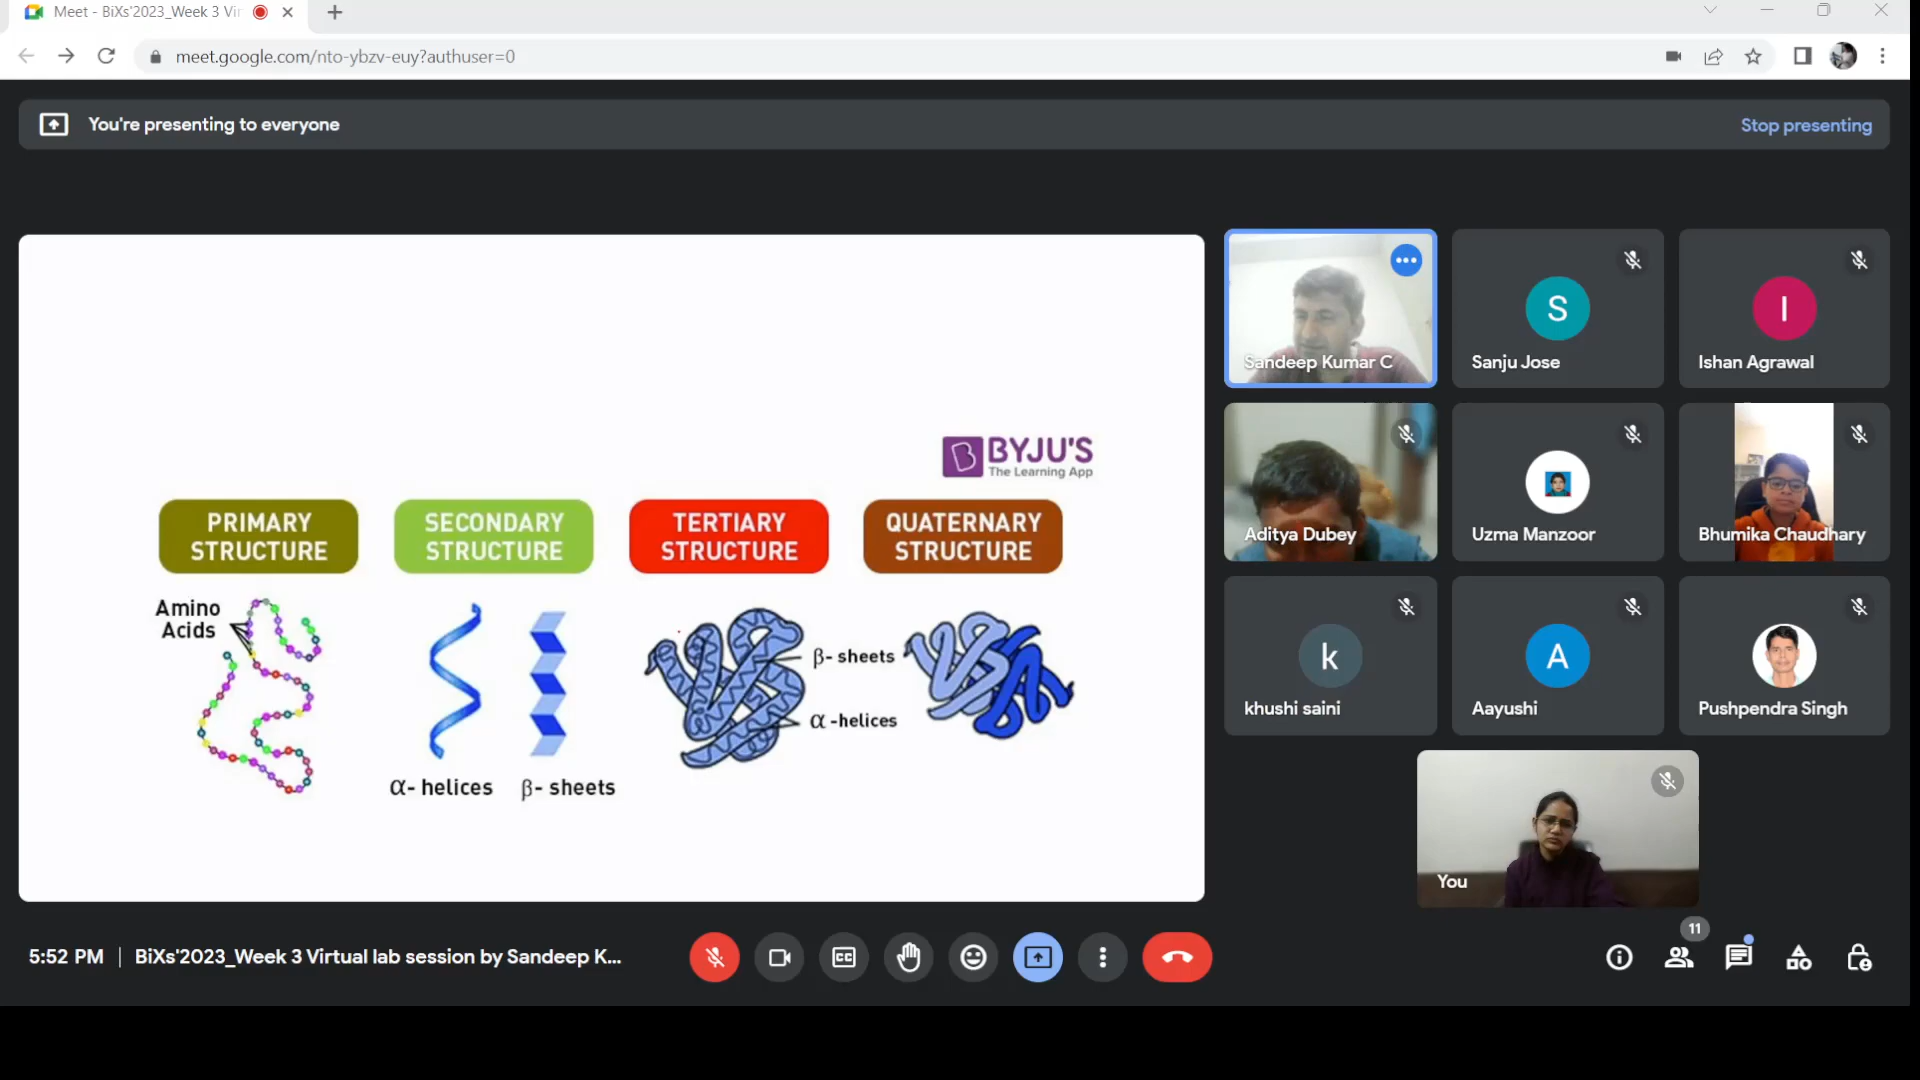 Meet - BiXs'2023_Week 3 Vir
meet.google.com/nto-ybzv-euy?authuser=0
You're presenting to everyone
Stop presenting
BYJU'S
The Learning App
PRIMARY
STRUCTURE
SECONDARY
STRUCTURE
TERTIARY
STRUCTURE
QUATERNARY
STRUCTURE
Amino
Acids
α- helices
β- sheets
β- sheets
α -helices
Sandeep Kumar C
S
Sanju Jose
I
Ishan Agrawal
Aditya Dubey
Uzma Manzoor
Bhumika Chaudhary
k
khushi saini
A
Aayushi
Pushpendra Singh
You
5:52 PM | BiXs'2023_Week 3 Virtual lab session by Sandeep K...
CC
11